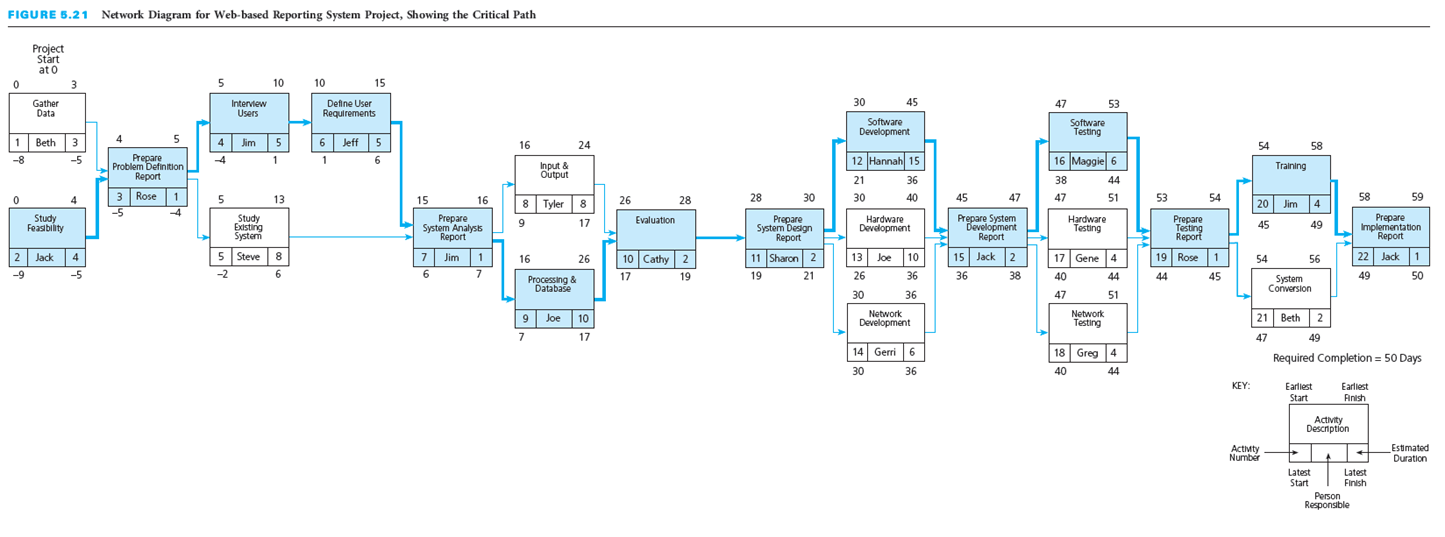 FIGURE 5.21 Network Diagram for Web-based Reporting System Project, Showing the Critical Path
Project
Start
at 0
0 3
Gather
Data
1 Beth 3
−8 −5
0 4
Study
Feasibility
2 Jack 4
−9 −5
4 5
Prepare
Problem Definition
Report
3 Rose 1
−5 −4
5 10
Interview
Users
4 Jim 5
−4 1
5 13
Study
Existing
System
5 Steve 8
−2 6
10 15
Define User
Requirements
6 Jeff 5
1 6
15 16
Prepare
System Analysis
Report
7 Jim 1
6 7
16 24
Input &
Output
8 Tyler 8
9 17
16 26
Processing &
Database
9 Joe 10
7 17
26 28
Evaluation
10 Cathy 2
17 19
28 30
Prepare
System Design
Report
11 Sharon 2
19 21
30 45
Software
Development
12 Hannah 15
21 36
30 40
Hardware
Development
13 Joe 10
26 36
30 36
Network
Development
14 Gerri 6
30 36
45 47
Prepare System
Development
Report
15 Jack 2
36 38
47 53
Software
Testing
16 Maggie 6
38 44
47 51
Hardware
Testing
17 Gene 4
40 44
47 51
Network
Testing
18 Greg 4
40 44
53 54
Prepare
Testing
Report
19 Rose 1
44 45
54 58
Training
20 Jim 4
45 49
54 56
System
Conversion
21 Beth 2
47 49
58 59
Prepare
Implementation
Report
22 Jack 1
49 50
Required Completion = 50 Days
KEY:
Earliest Earliest
Start Finish
Activity
Description
Activity
Number
Estimated
Duration
Latest Latest
Start Finish
Person
Responsible